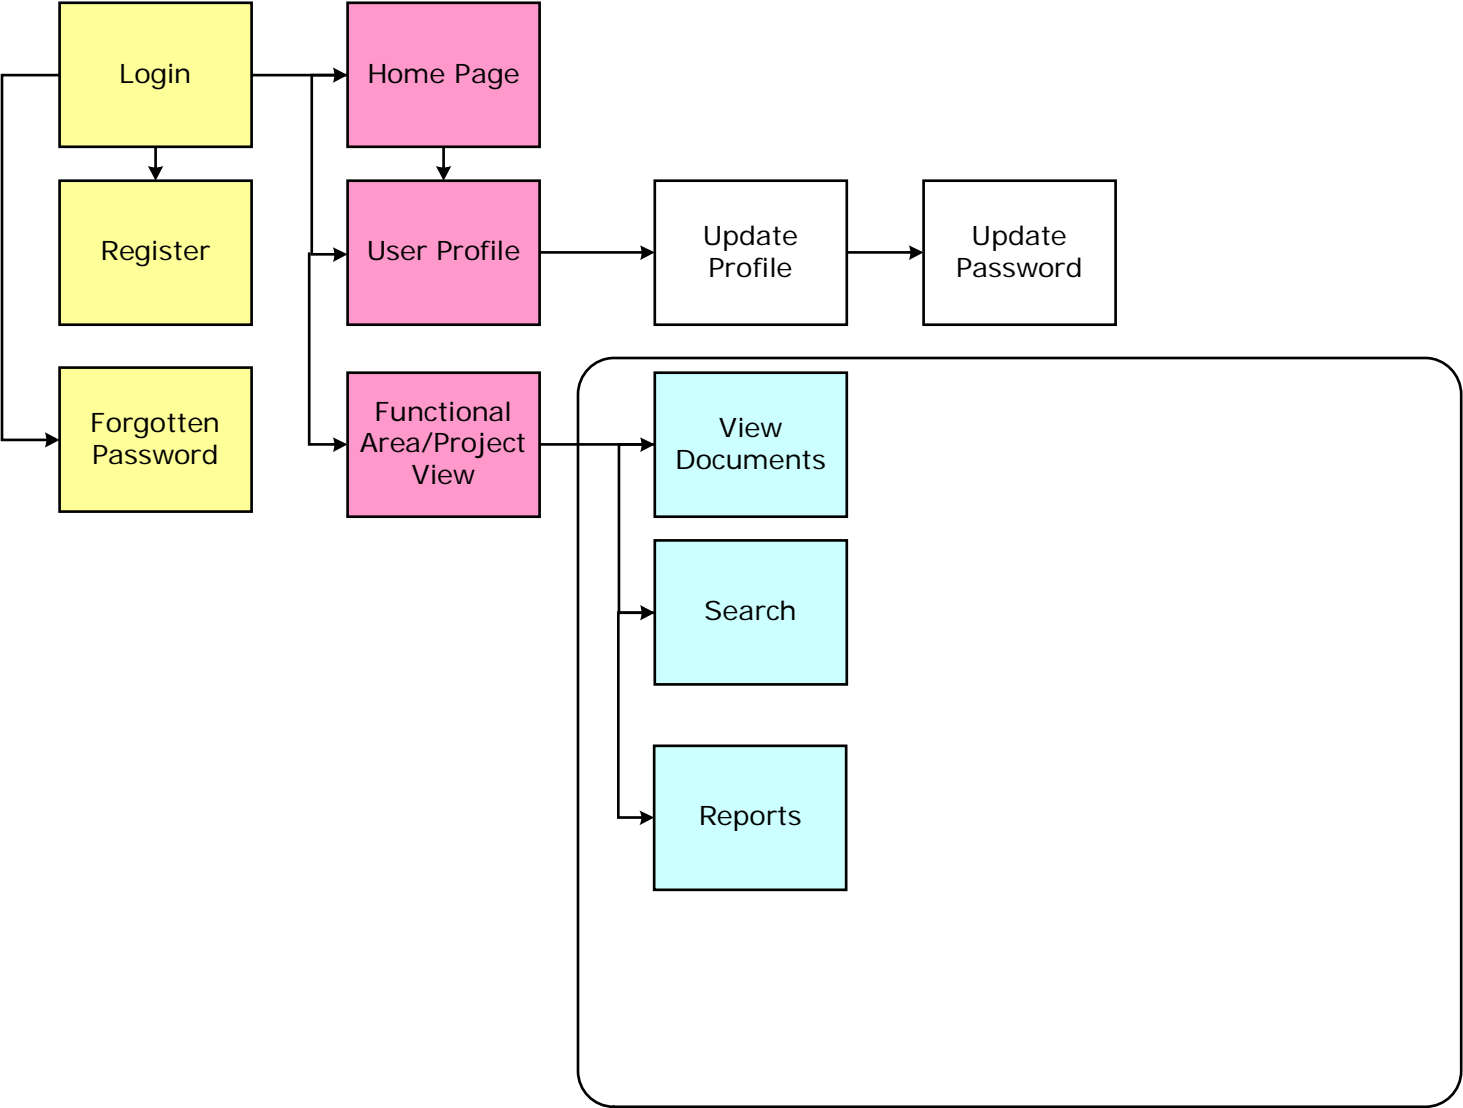 Login
Home Page
Register
User Profile
Update
Profile
Update
Password
Forgotten
Password
Functional
Area/Project
View
View
Documents
Search
Reports